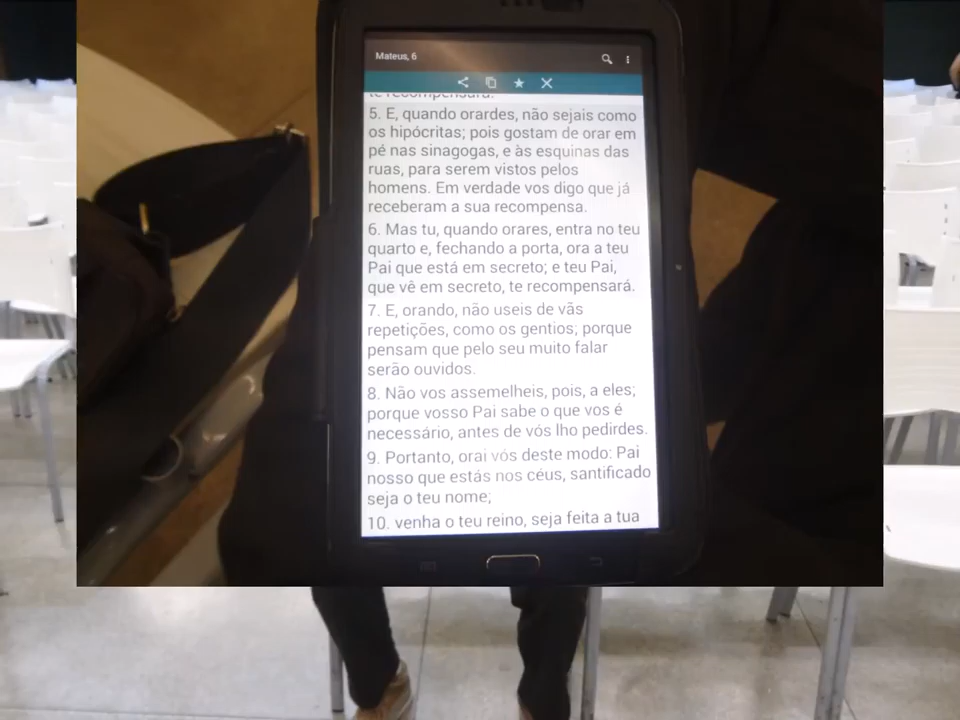 Mateus, 6
te recompensará.
5. E, quando orardes, não sejais como
os hipócritas; pois gostam de orar em
pé nas sinagogas, e às esquinas das
ruas, para serem vistos pelos
homens. Em verdade vos digo que já
receberam a sua recompensa.
6. Mas tu, quando orares, entra no teu
quarto e, fechando a porta, ora a teu
Pai que está em secreto; e teu Pai,
que vê em secreto, te recompensará.
7. E, orando, não useis de vãs
repetições, como os gentios; porque
pensam que pelo seu muito falar
serão ouvidos.
8. Não vos assemelheis, pois, a eles;
porque vosso Pai sabe o que vos é
necessário, antes de vós lho pedirdes.
9. Portanto, orai vós deste modo: Pai
nosso que estás nos céus, santificado
seja o teu nome;
10. venha o teu reino, seja feita a tua